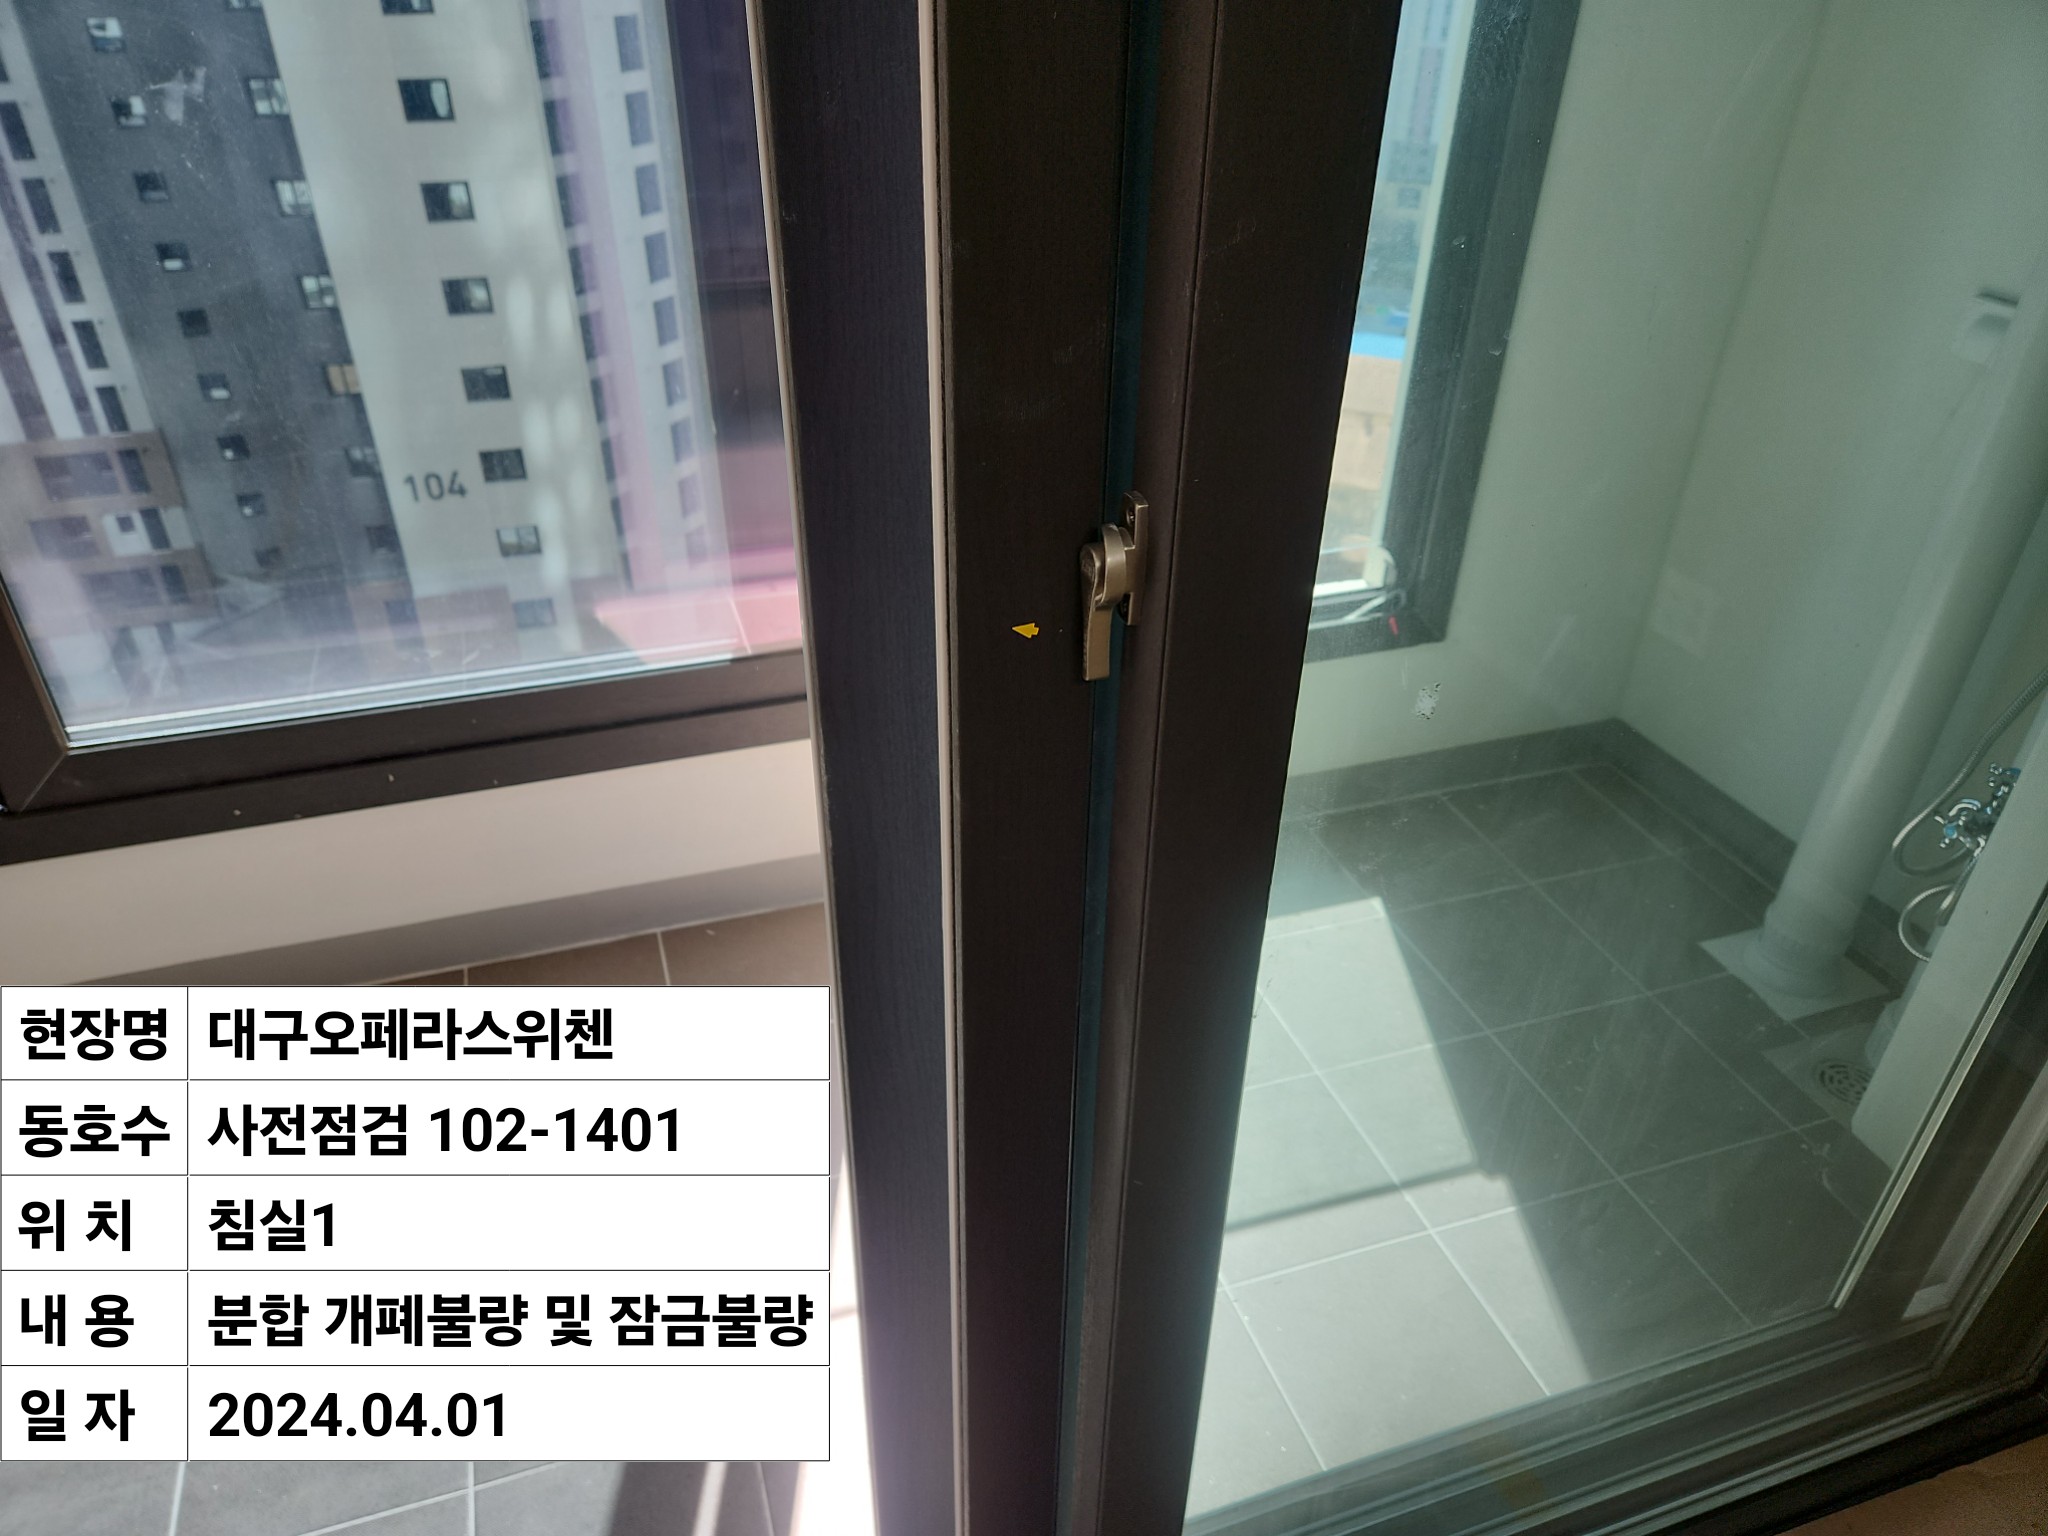 104
현장명 대구오페라스위첸
동호수 사전점검 102-1401
위 치 침실1
내 용 분합 개폐불량 및 잠금불량
일 자 2024.04.01